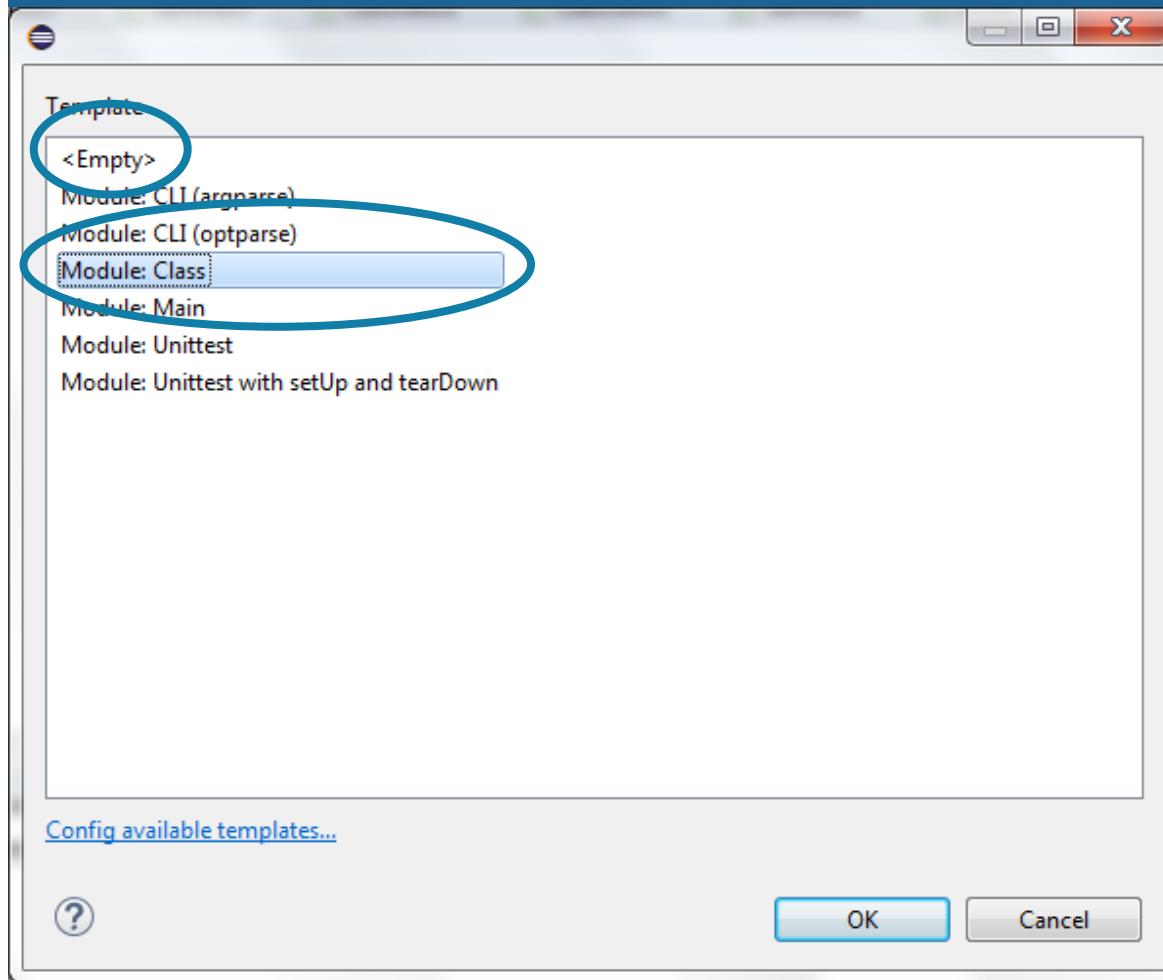 Template
<Empty>
Module: CLI (argparse)
Module: CLI (optparse)
Module: Class
Module: Main
Module: Unittest
Module: Unittest with setUp and tearDown
Config available templates...
?
OK
Cancel